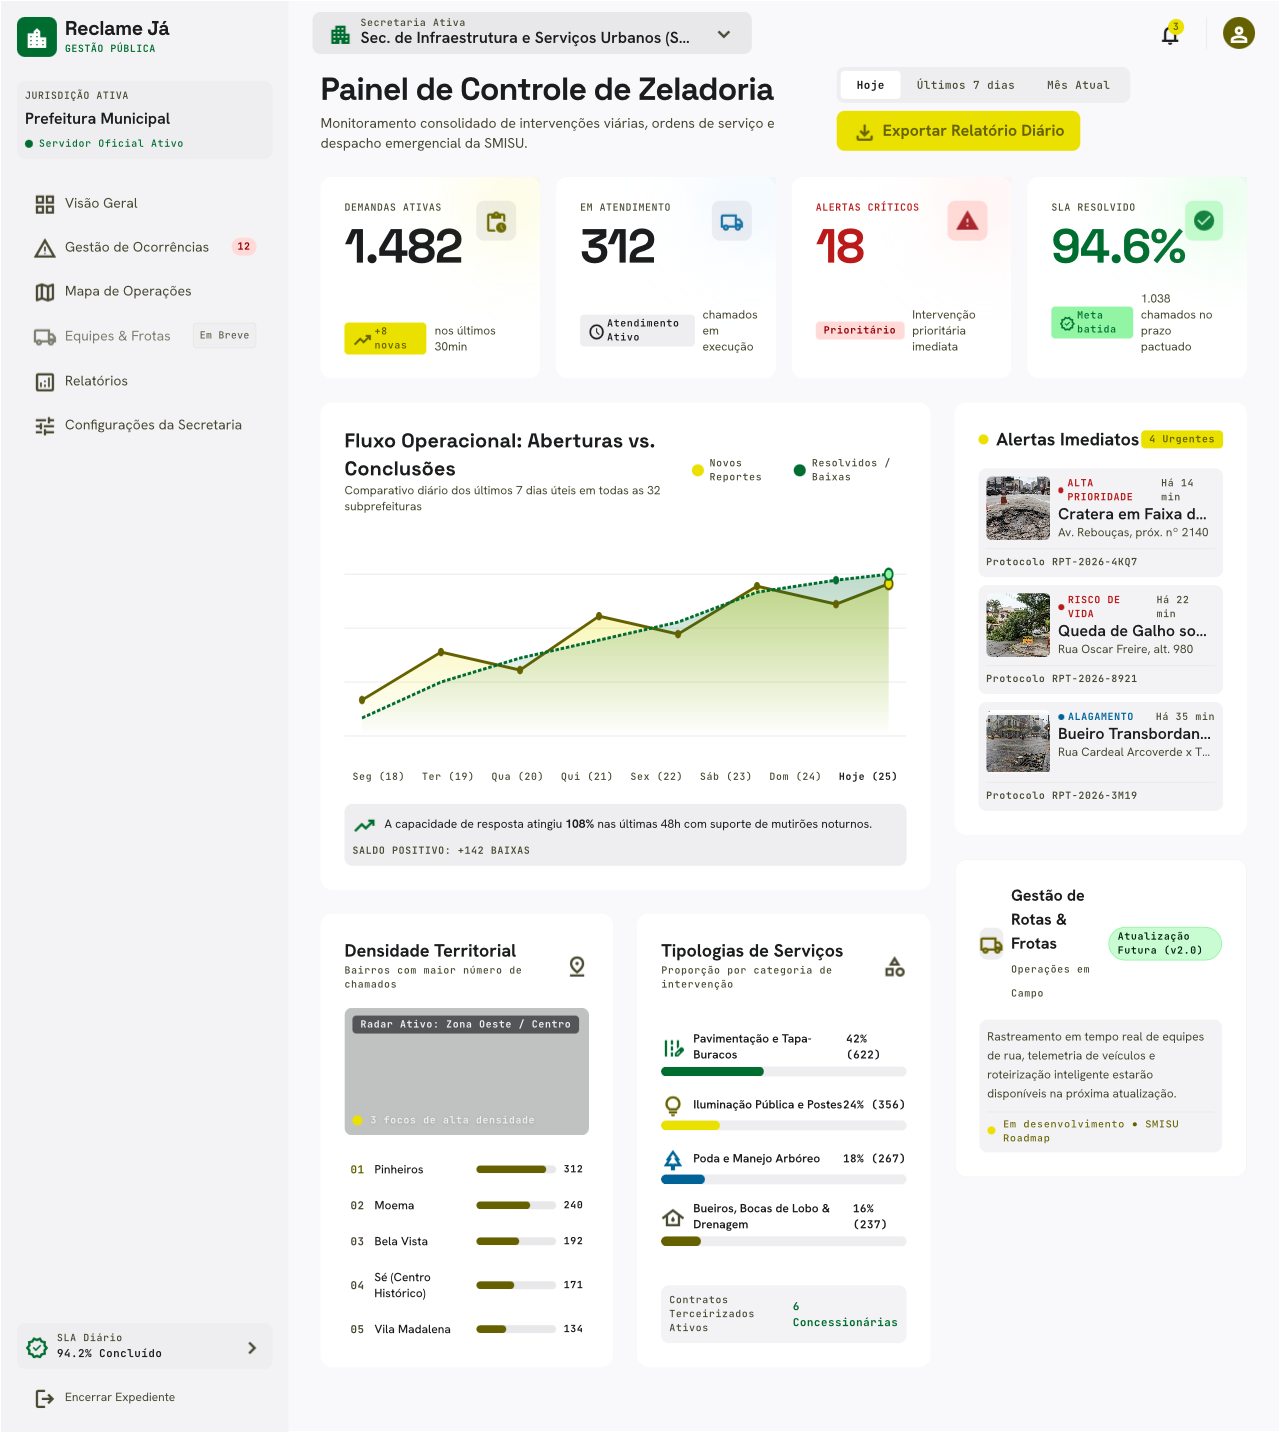 Reclame Já
GESTÃO PÚBLICA
JURISDIÇÃO ATIVA
Prefeitura Municipal
Servidor Oficial Ativo
Visão Geral
Gestão de Ocorrências
12
Mapa de Operações
Equipes & Frotas
Em Breve
Relatórios
Configurações da Secretaria
SLA Diário
94.2% Concluído
Encerrar Expediente
Secretaria Ativa
Sec. de Infraestrutura e Serviços Urbanos (S...
3
Painel de Controle de Zeladoria
Monitoramento consolidado de intervenções viárias, ordens de serviço e
despacho emergencial da SMISU.
Hoje
Últimos 7 dias
Mês Atual
Exportar Relatório Diário
DEMANDAS ATIVAS
1.482
+8
novas
nos últimos
30min
EM ATENDIMENTO
312
Atendimento
Ativo
chamados
em
execução
ALERTAS CRÍTICOS
18
Prioritário
Intervenção
prioritária
imediata
SLA RESOLVIDO
94.6%
Meta
batida
1.038
chamados no
prazo
pactuado
Fluxo Operacional: Aberturas vs.
Conclusões
Comparativo diário dos últimos 7 dias úteis em todas as 32
subprefeituras
Novos
Reportes
Resolvidos /
Baixas
Seg (18)
Ter (19)
Qua (20)
Qui (21)
Sex (22)
Sáb (23)
Dom (24)
Hoje (25)
A capacidade de resposta atingiu 108% nas últimas 48h com suporte de mutirões noturnos.
SALDO POSITIVO: +142 BAIXAS
Alertas Imediatos
4 Urgentes
ALTA
PRIORIDADE
Há 14
min
Cratera em Faixa d...
Av. Rebouças, próx. nº 2140
Protocolo RPT-2026-4KQ7
RISCO DE
VIDA
Há 22
min
Queda de Galho so...
Rua Oscar Freire, alt. 980
Protocolo RPT-2026-8921
ALAGAMENTO
Há 35 min
Bueiro Transbordan...
Rua Cardeal Arcoverde x T...
Protocolo RPT-2026-3M19
Densidade Territorial
Bairros com maior número de
chamados
Radar Ativo: Zona Oeste / Centro
3 focos de alta densidade
01 Pinheiros 312
02 Moema 240
03 Bela Vista 192
04 Sé (Centro
Histórico) 171
05 Vila Madalena 134
Tipologias de Serviços
Proporção por categoria de
intervenção
Pavimentação e Tapa-
Buracos
42%
(622)
Iluminação Pública e Postes 24% (356)
Poda e Manejo Arbóreo 18% (267)
Bueiros, Bocas de Lobo &
Drenagem
16%
(237)
Contratos
Terceirizados
Ativos
6
Concessionárias
Gestão de
Rotas &
Frotas
Operações em
Campo
Atualização
Futura (v2.0)
Rastreamento em tempo real de equipes
de rua, telemetria de veículos e
roteirização inteligente estarão
disponíveis na próxima atualização.
Em desenvolvimento • SMISU
Roadmap